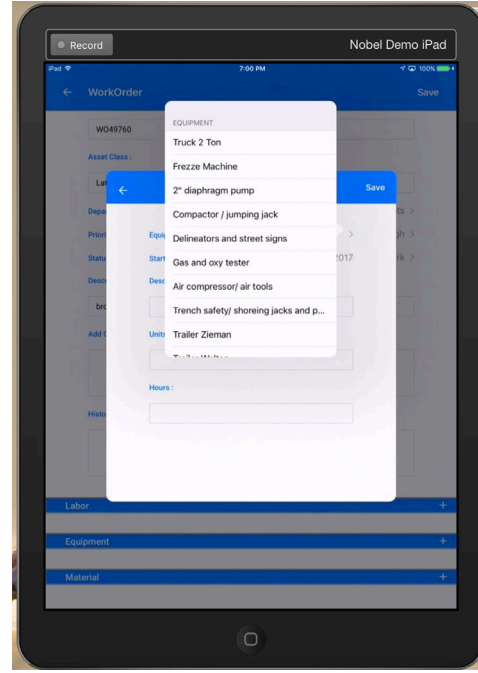 Record
Nobel Demo iPad
iPad
7:00 PM
100%
WorkOrder
Save
WO49760
Asset Class :
Save
EQUIPMENT
Truck 2 Ton
Frezze Machine
2" diaphragm pump
Compactor / jumping jack
Delineators and street signs
Gas and oxy tester
Air compressor/ air tools
Trench safety/ shoreing jacks and p...
Trailer Zieman
2017
Hours :
Labor
+
Equipment
+
Material
+